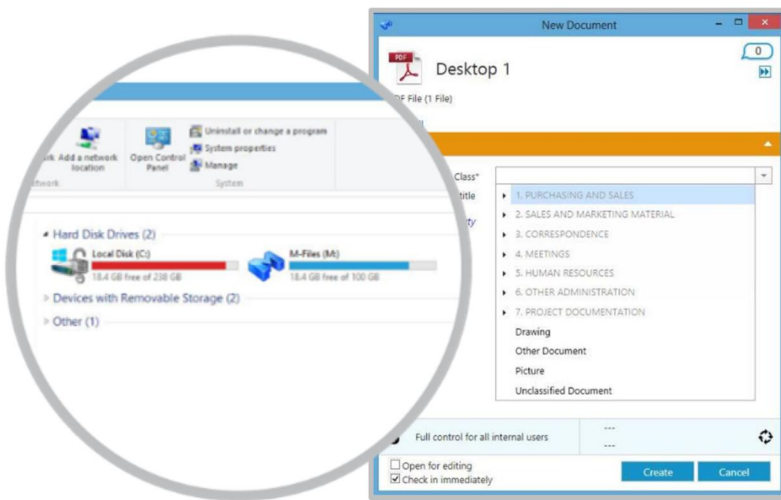 Uninstall or change a program
System properties
Manage
Add a network
location
Open Control
Panel
System
Hard Disk Drives (2)
Local Disk (C:)
18.4 GB free of 238 GB
M-Files (M:)
18.4 GB free of 100 GB
Devices with Removable Storage (2)
Other (1)
New Document
PDF
Desktop 1
0
File (1 File)
Class*
title
1. PURCHASING AND SALES
2. SALES AND MARKETING MATERIAL
3. CORRESPONDENCE
4. MEETINGS
5. HUMAN RESOURCES
6. OTHER ADMINISTRATION
7. PROJECT DOCUMENTATION
Drawing
Other Document
Picture
Unclassified Document
Full control for all internal users
---
---
Open for editing
Check in immediately
Create
Cancel